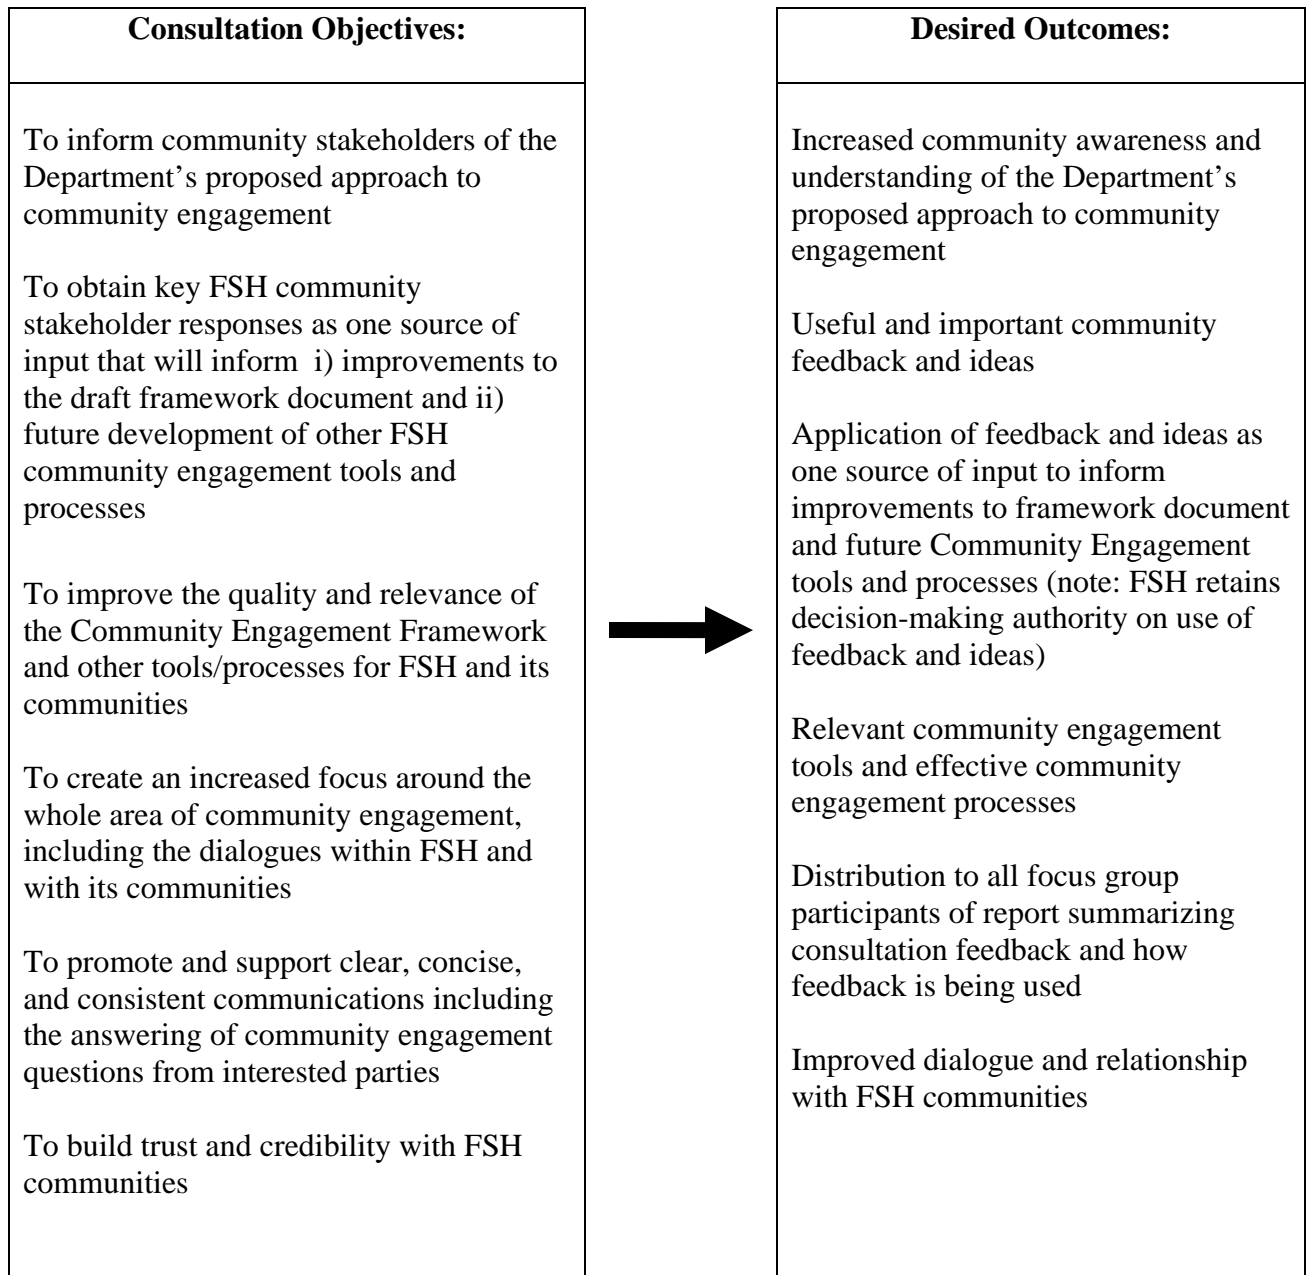 Consultation Objectives:
To inform community stakeholders of the
Department’s proposed approach to
community engagement
To obtain key FSH community
stakeholder responses as one source of
input that will inform  i) improvements to
the draft framework document and ii)
future development of other FSH
community engagement tools and
processes
To improve the quality and relevance of
the Community Engagement Framework
and other tools/processes for FSH and its
communities
To create an increased focus around the
whole area of community engagement,
including the dialogues within FSH and
with its communities
To promote and support clear, concise,
and consistent communications including
the answering of community engagement
questions from interested parties
To build trust and credibility with FSH
communities
Desired Outcomes:
Increased community awareness and
understanding of the Department’s
proposed approach to community
engagement
Useful and important community
feedback and ideas
Application of feedback and ideas as
one source of input to inform
improvements to framework document
and future Community Engagement
tools and processes (note: FSH retains
decision-making authority on use of
feedback and ideas)
Relevant community engagement
tools and effective community
engagement processes
Distribution to all focus group
participants of report summarizing
consultation feedback and how
feedback is being used
Improved dialogue and relationship
with FSH communities